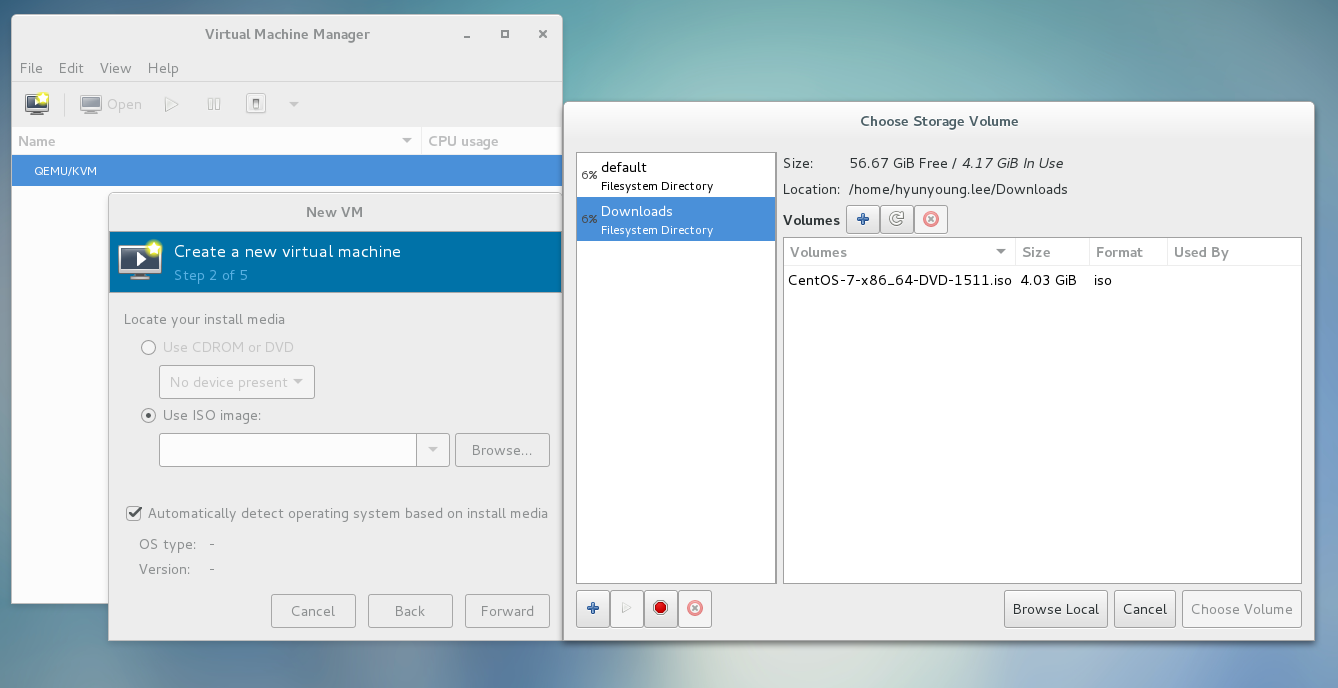 Virtual Machine Manager
File Edit View Help
Open
Name CPU usage
QEMU/KVM
New VM
Create a new virtual machine
Step 2 of 5
Locate your install media
Use CDROM or DVD
No device present
Use ISO image:
Browse...
Automatically detect operating system based on install media
OS type: -
Version: -
Cancel Back Forward
Choose Storage Volume
6% default
Filesystem Directory
6% Downloads
Filesystem Directory
Size: 56.67 GiB Free / 4.17 GiB In Use
Location: /home/hyunyoung.lee/Downloads
Volumes
Volumes Size Format Used By
CentOS-7-x86_64-DVD-1511.iso 4.03 GiB iso
Browse Local Cancel Choose Volume